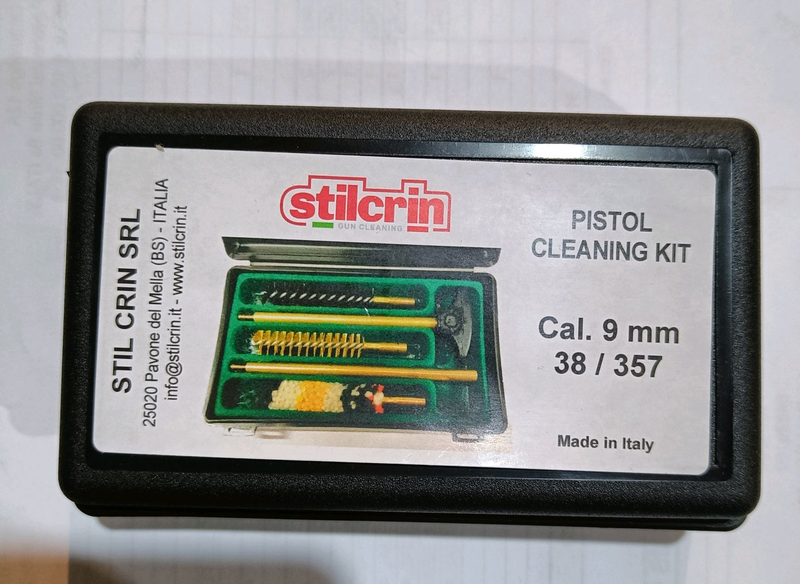 STIL CRIN SRL
25020 Pavone del Mella (BS) - ITALIA
info@stilcrin.it - www.stilcrin.it
stilcrin
GUN CLEANING
PISTOL
CLEANING KIT
Cal. 9 mm
38 / 357
Made in Italy